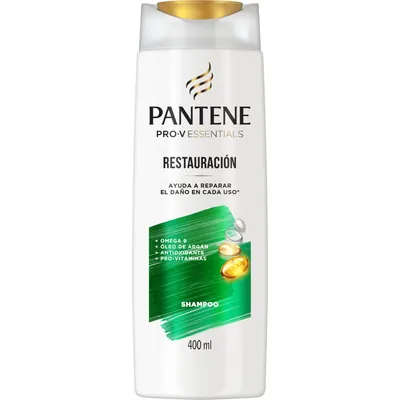 PANTENE
PRO-V ESSENTIALS
RESTAURACIÓN
AYUDA A REPARAR
EL DAÑO EN CADA USO*
• OMEGA 9
• ÓLEO DE ARGÁN
• ANTIOXIDANTE
• PRO-VITAMINAS
SHAMPOO
400 ml